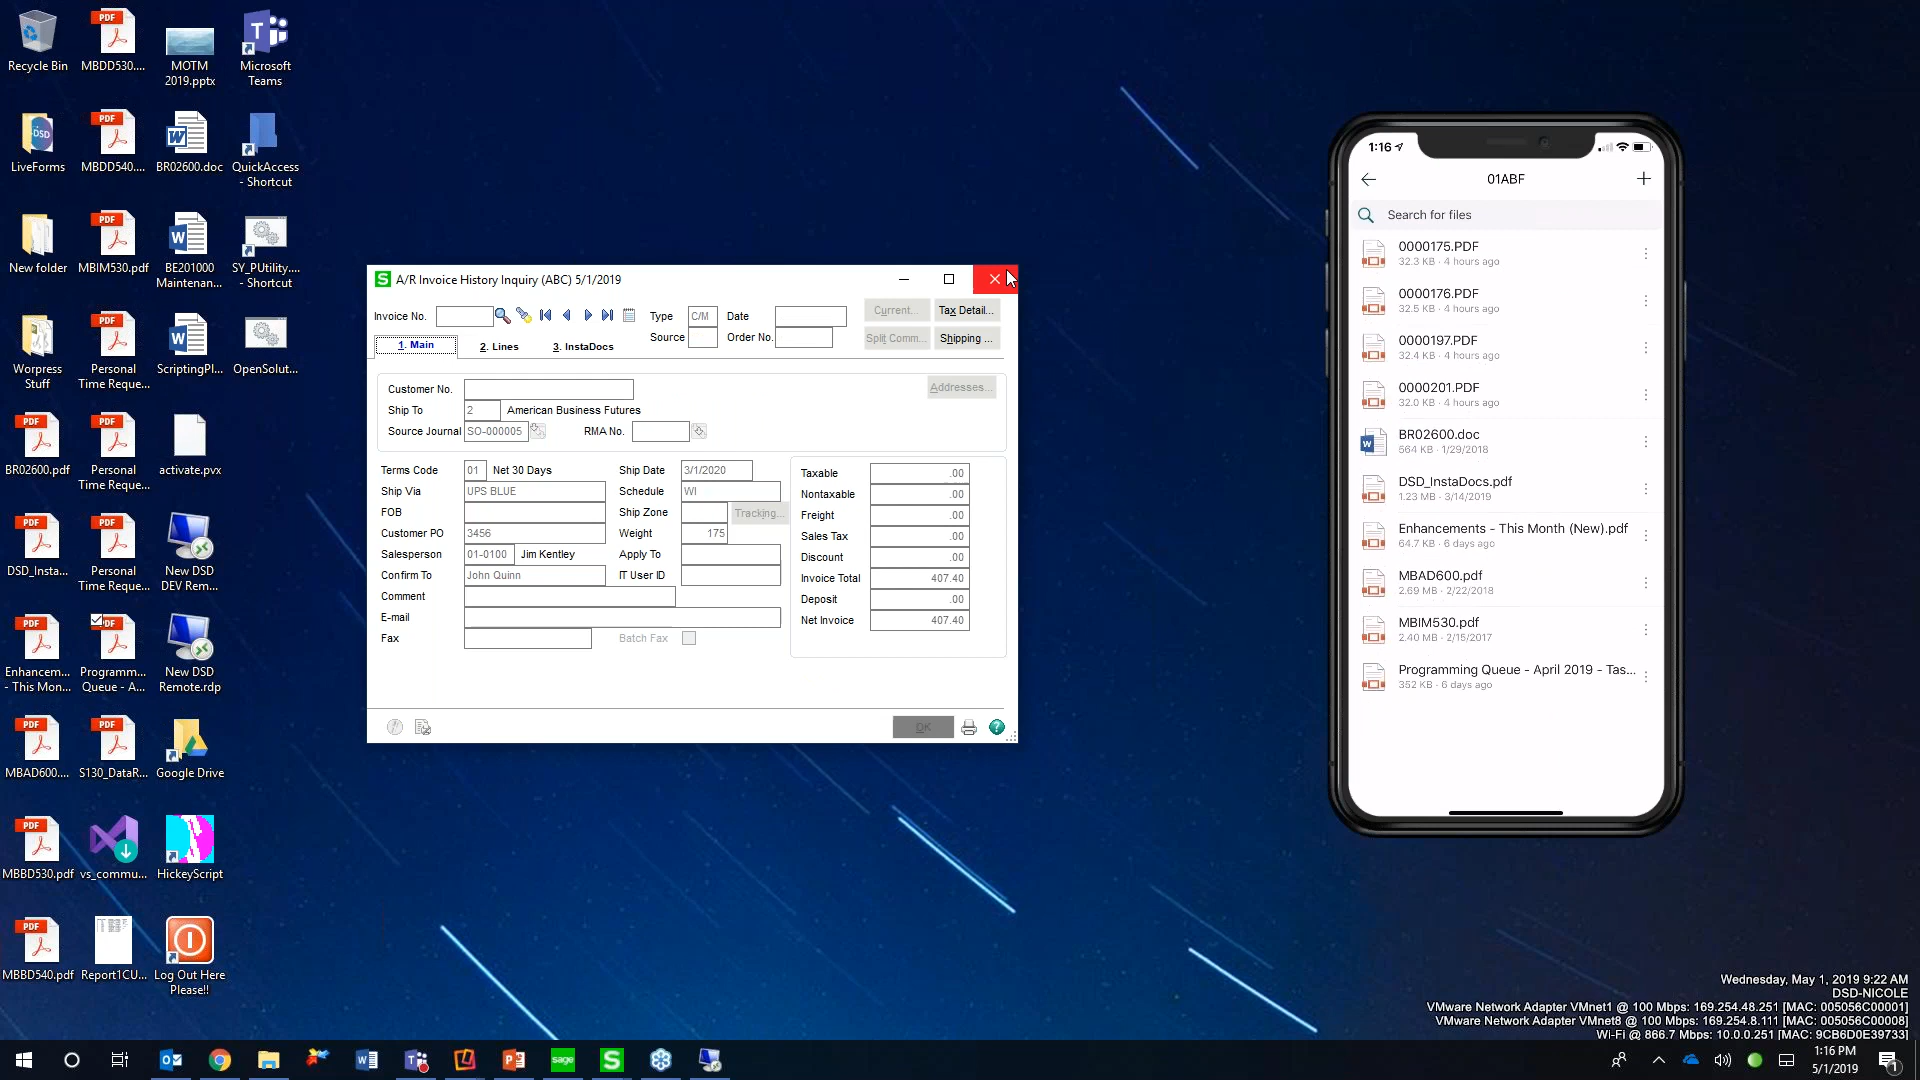 Recycle Bin
MBDD530....
MOTM
2019.pptx
Microsoft
Teams
LiveForms
MBDD540....
BR02600.doc
QuickAccess
- Shortcut
New folder
MBIM530.pdf
BE201000
Maintenan...
SY_PUtility....
- Shortcut
Worpress
Stuff
Personal
Time Reque...
ScriptingPl...
OpenSolut...
BR02600.pdf
Personal
Time Reque...
activate.pvx
DSD_Insta...
Personal
Time Reque...
New DSD
DEV Rem...
Enhancem...
- This Mon...
Programm...
Queue - A...
New DSD
Remote.rdp
MBAD600....
S130_DataR...
Google Drive
MBBD530.pdf
vs_commu...
HickeyScript
MBBD540.pdf
Report1CU...
Log Out Here
Please!!
A/R Invoice History Inquiry (ABC) 5/1/2019
Invoice No.
Type C/M
Date
Current...
Tax Detail...
Source
Order No.
Split Comm...
Shipping ...
1. Main
2. Lines
3. InstaDocs
Customer No.
Addresses...
Ship To 2 American Business Futures
Source Journal SO-000005
RMA No.
Terms Code 01 Net 30 Days
Ship Date 3/1/2020
Ship Via UPS BLUE
Schedule WI
FOB
Ship Zone
Tracking...
Customer PO 3456
Weight 175
Salesperson 01-0100 Jim Kentley
Apply To
Confirm To John Quinn
IT User ID
Comment
E-mail
Fax
Batch Fax
Taxable .00
Nontaxable .00
Freight .00
Sales Tax .00
Discount .00
Invoice Total 407.40
Deposit .00
Net Invoice 407.40
OK
1:16
01ABF
Search for files
0000175.PDF
32.3 KB · 4 hours ago
0000176.PDF
32.5 KB · 4 hours ago
0000197.PDF
32.4 KB · 4 hours ago
0000201.PDF
32.0 KB · 4 hours ago
BR02600.doc
564 KB · 1/29/2018
DSD_InstaDocs.pdf
1.23 MB · 3/14/2019
Enhancements - This Month (New).pdf
64.7 KB · 6 days ago
MBAD600.pdf
2.69 MB · 2/22/2018
MBIM530.pdf
2.40 MB · 2/15/2017
Programming Queue - April 2019 - Tas...
352 KB · 6 days ago
Wednesday, May 1, 2019 9:22 AM
DSD-NICOLE
VMware Network Adapter VMnet1 @ 100 Mbps: 169.254.48.251 [MAC: 005056C00001]
VMware Network Adapter VMnet8 @ 100 Mbps: 169.254.8.111 [MAC: 005056C00008]
Wi-Fi @ 866.7 Mbps: 10.0.0.251 [MAC: 9CB6D0E39733]
sage
1:16 PM
5/1/2019
1